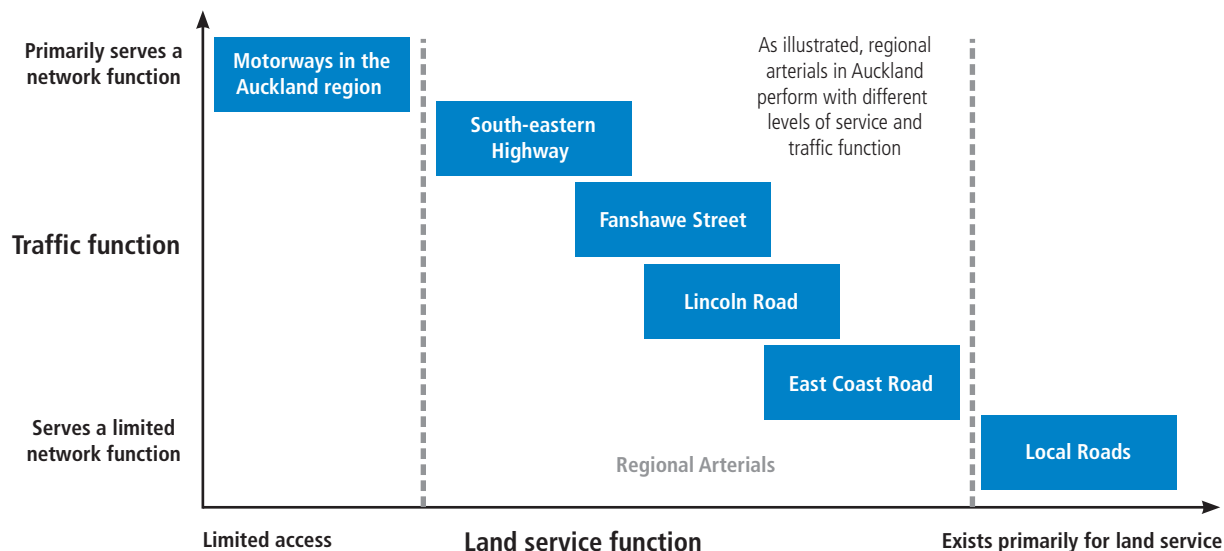 Primarily serves a
network function
Motorways in the
Auckland region
As illustrated, regional
arterials in Auckland
perform with different
levels of service and
traffic function
South-eastern
Highway
Fanshawe Street
Traffic function
Lincoln Road
East Coast Road
Serves a limited
network function
Local Roads
Regional Arterials
Limited access
Land service function
Exists primarily for land service